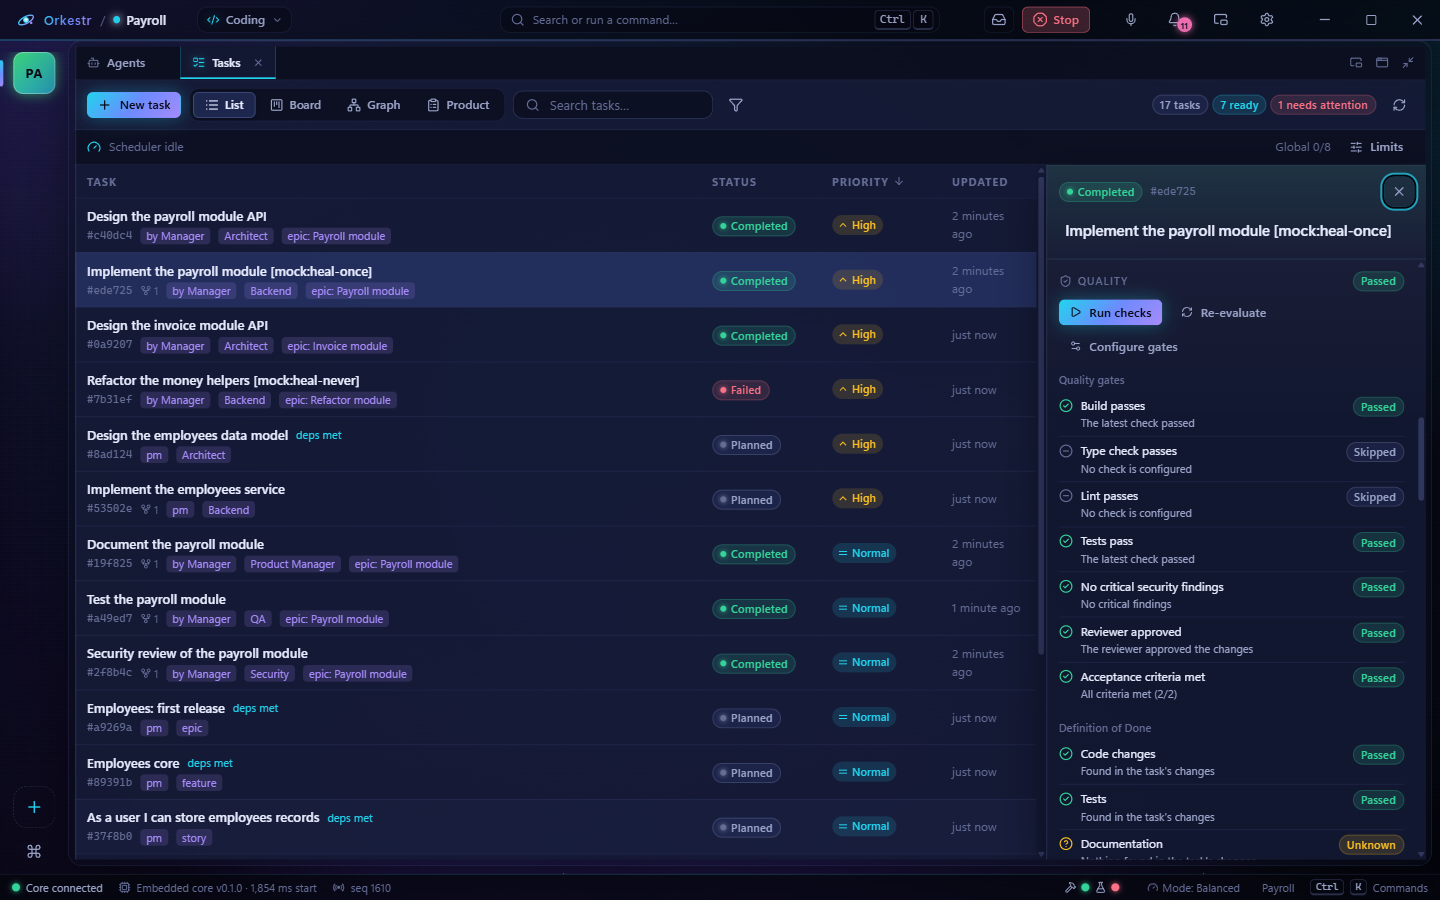 Orkestr / Payroll
Coding
Search or run a command...
Ctrl K
Stop
11
PA
Agents
Tasks
New task
List
Board
Graph
Product
Search tasks...
17 tasks
7 ready
1 needs attention
Scheduler idle
Global 0/8
Limits
TASK
STATUS
PRIORITY
UPDATED
Design the payroll module API
#c40dc4 by Manager Architect epic: Payroll module
Completed
High
2 minutes ago
Implement the payroll module [mock:heal-once]
#ede725 1 by Manager Backend epic: Payroll module
Completed
High
2 minutes ago
Design the invoice module API
#0a9207 by Manager Architect epic: Invoice module
Completed
High
just now
Refactor the money helpers [mock:heal-never]
#7b31ef by Manager Backend epic: Refactor module
Failed
High
just now
Design the employees data model deps met
#8ad124 pm Architect
Planned
High
just now
Implement the employees service
#53502e 1 pm Backend
Planned
High
just now
Document the payroll module
#19f825 1 by Manager Product Manager epic: Payroll module
Completed
Normal
2 minutes ago
Test the payroll module
#a49ed7 1 by Manager QA epic: Payroll module
Completed
Normal
1 minute ago
Security review of the payroll module
#2f8b4c 1 by Manager Security epic: Payroll module
Completed
Normal
2 minutes ago
Employees: first release deps met
#a9269a pm epic
Planned
Normal
just now
Employees core deps met
#89391b pm feature
Planned
Normal
just now
As a user I can store employees records deps met
#37f8b0 pm story
Planned
Normal
just now
Completed #ede725
Implement the payroll module [mock:heal-once]
QUALITY
Passed
Run checks
Re-evaluate
Configure gates
Quality gates
Build passes
Passed
The latest check passed
Type check passes
Skipped
No check is configured
Lint passes
Skipped
No check is configured
Tests pass
Passed
The latest check passed
No critical security findings
Passed
No critical findings
Reviewer approved
Passed
The reviewer approved the changes
Acceptance criteria met
Passed
All criteria met (2/2)
Definition of Done
Code changes
Passed
Found in the task's changes
Tests
Passed
Found in the task's changes
Documentation
Unknown
Core connected
Embedded core v0.1.0 · 1,854 ms start
seq 1610
Mode: Balanced
Payroll
Ctrl K Commands